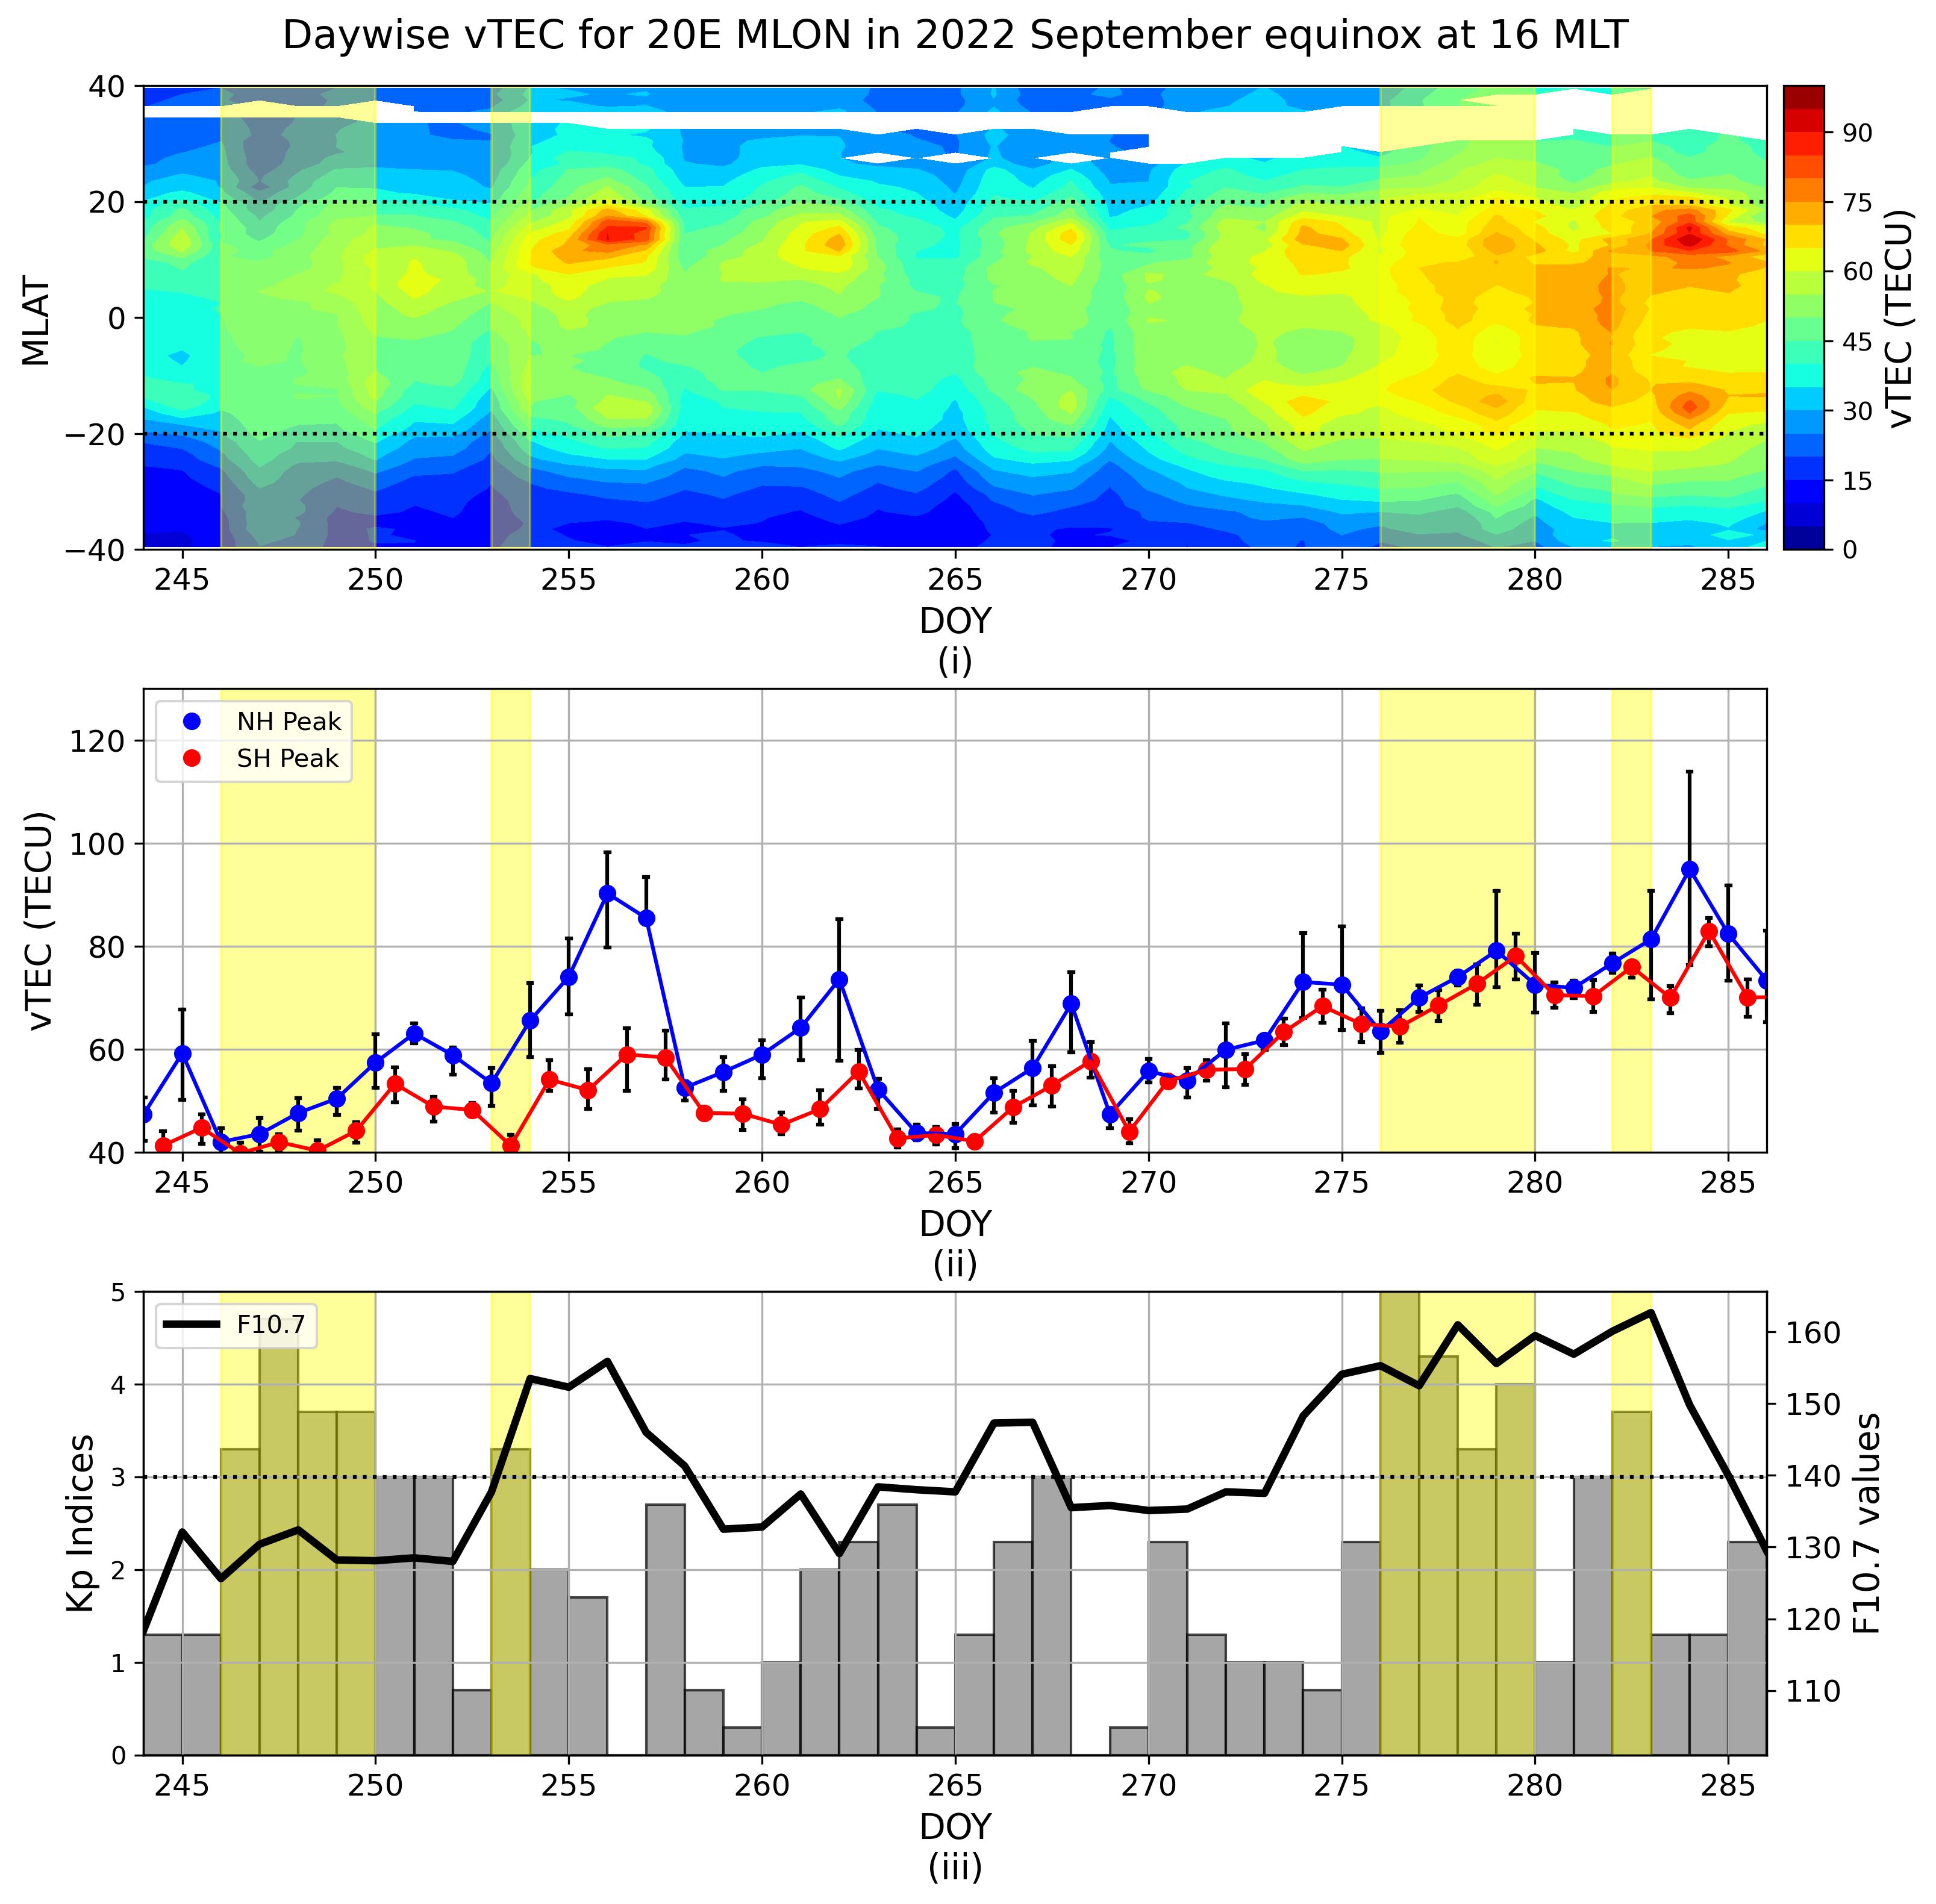 Daywise vTEC for 20E MLON in 2022 September equinox at 16 MLT
40
20
0
−20
−40
MLAT
245 250 255 260 265 270 275 280 285
DOY
(i)
90
75
60
45
30
15
0
vTEC (TECU)
NH Peak
SH Peak
120
100
80
60
40
vTEC (TECU)
245 250 255 260 265 270 275 280 285
DOY
(ii)
F10.7
5
4
3
2
1
0
Kp Indices
160
150
140
130
120
110
F10.7 values
245 250 255 260 265 270 275 280 285
DOY
(iii)